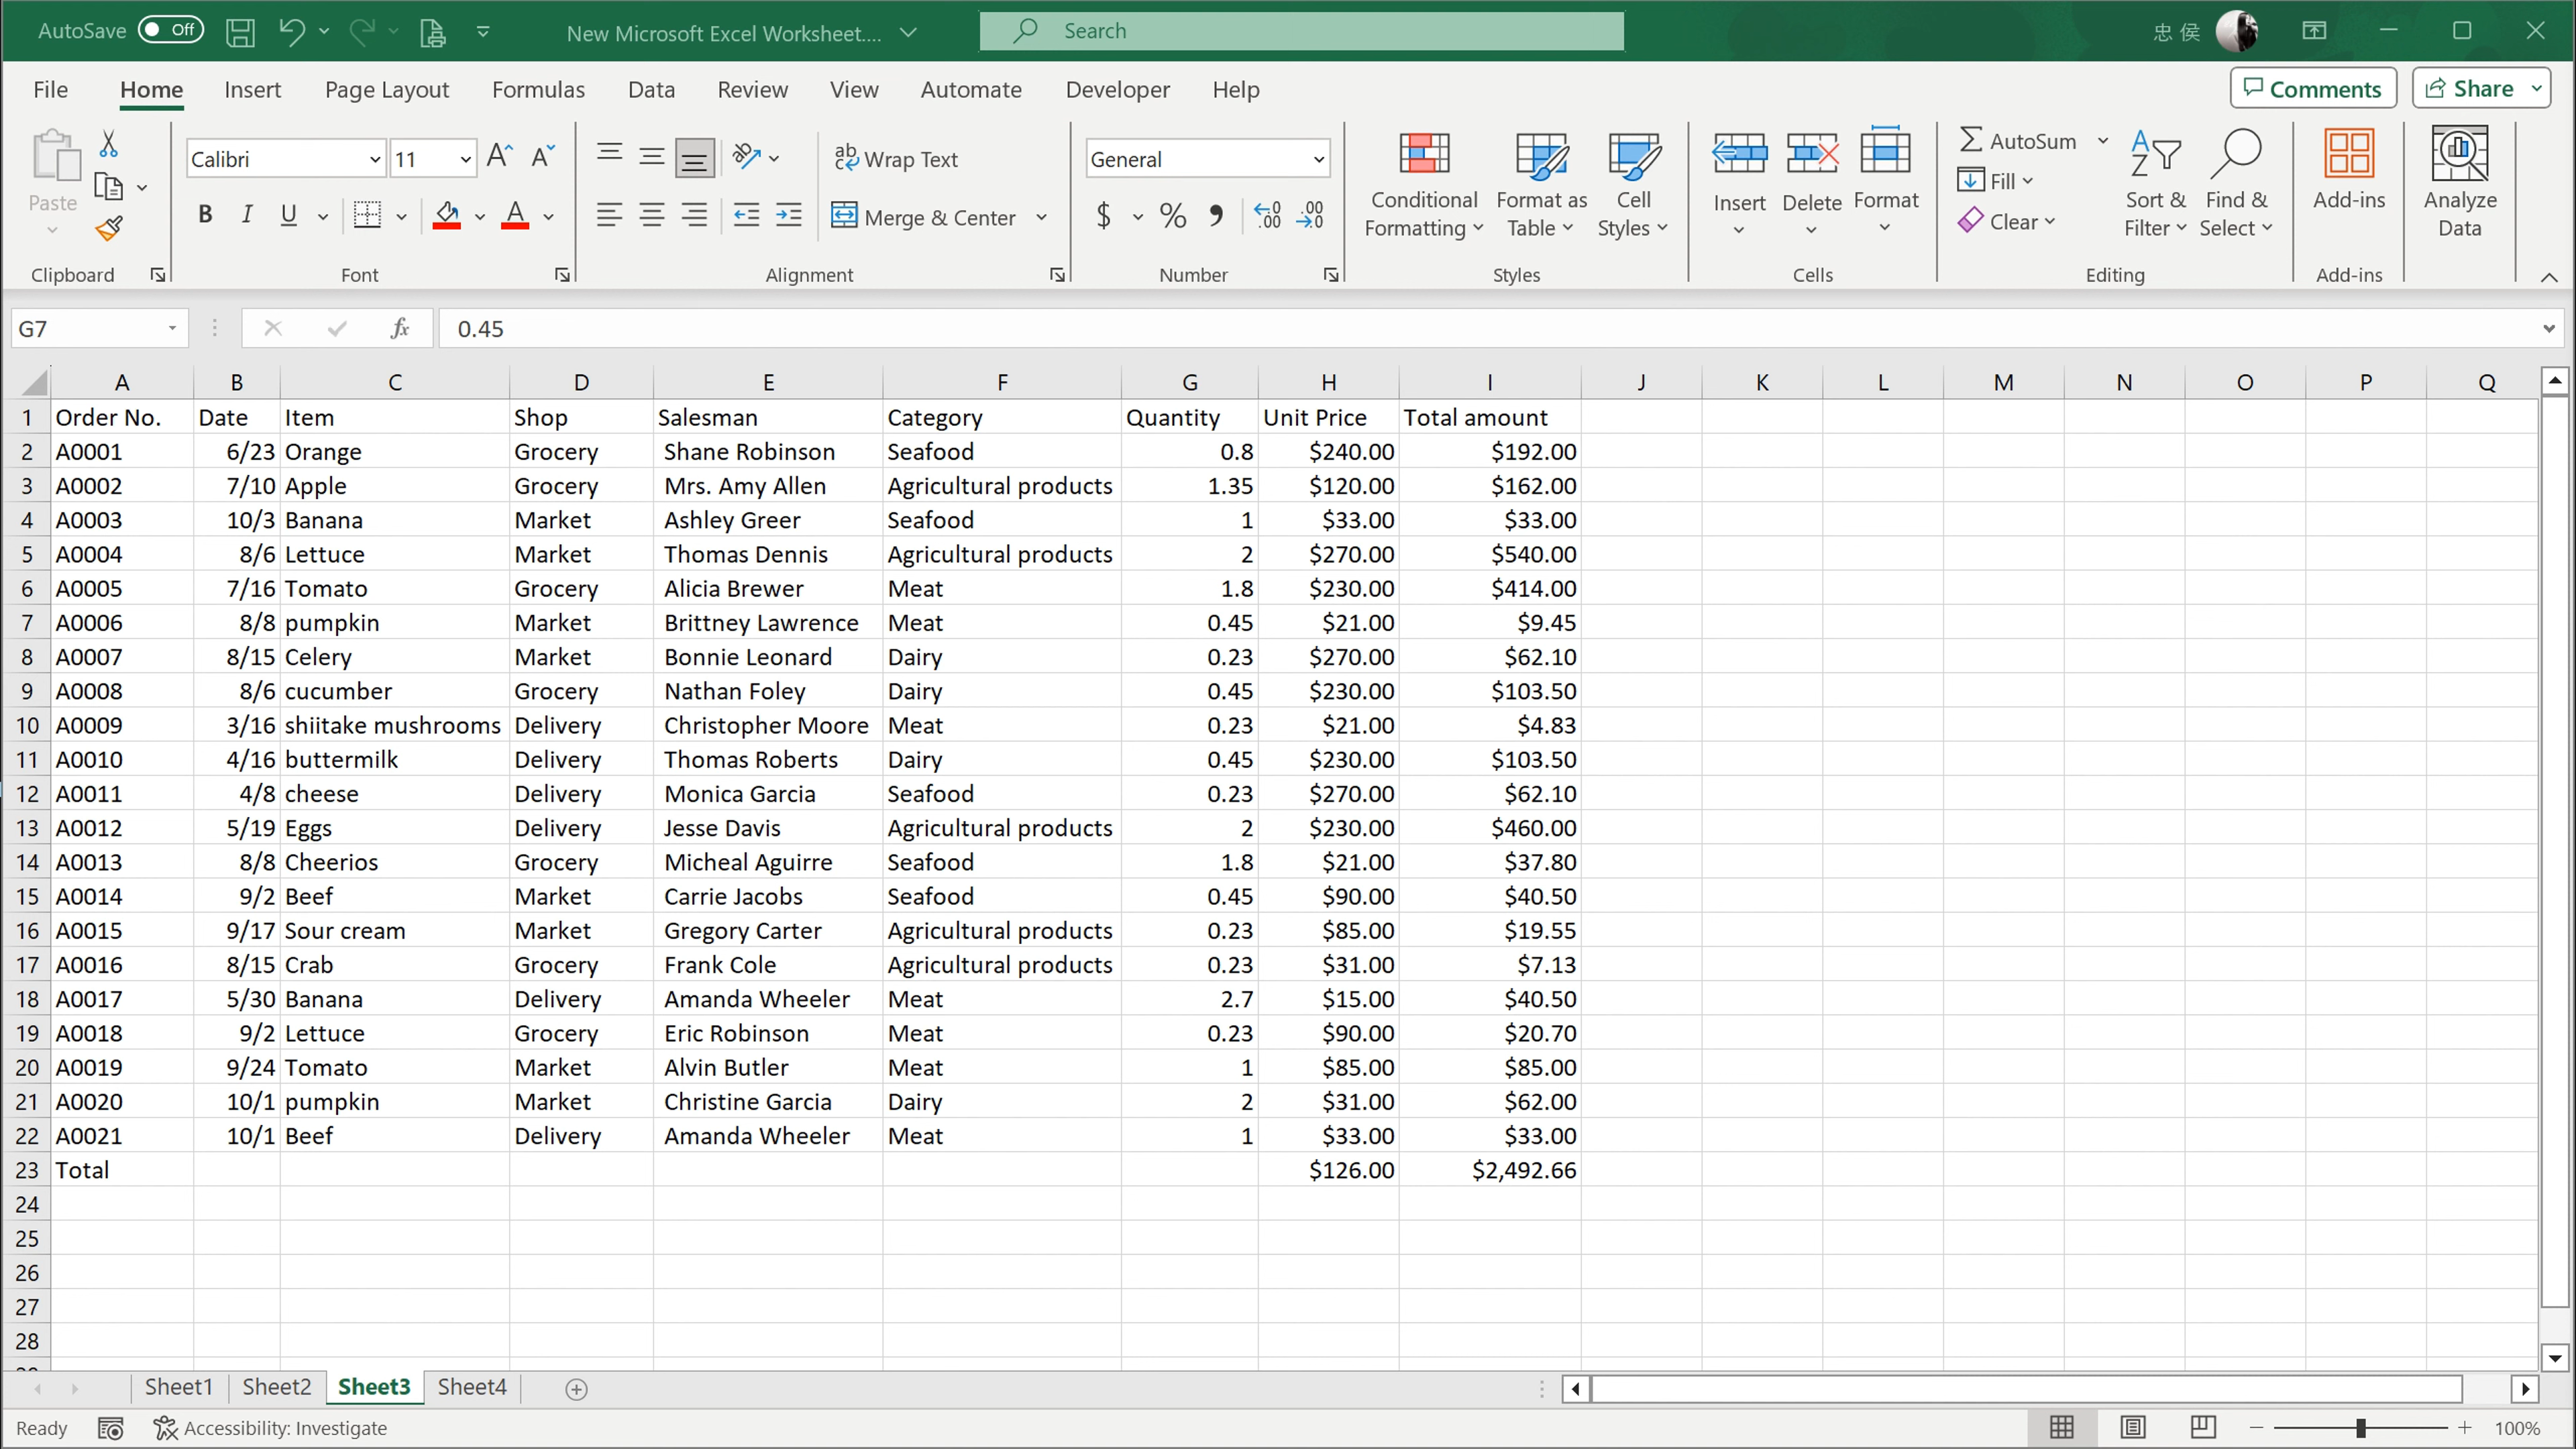 AutoSave Off New Microsoft Excel Worksheet.... Search 忠 侯
File Home Insert Page Layout Formulas Data Review View Automate Developer Help Comments Share
Paste Calibri 11 Wrap Text General Conditional Formatting Format as Table Cell Styles Insert Delete Format AutoSum Fill Clear Sort & Filter Find & Select Add-ins Analyze Data
B I U Merge & Center $ %
Clipboard Font Alignment Number Styles Cells Editing Add-ins
G7 fx 0.45
A B C D E F G H I J K L M N O P Q
1 Order No. Date Item Shop Salesman Category Quantity Unit Price Total amount
2 A0001 6/23 Orange Grocery Shane Robinson Seafood 0.8 $240.00 $192.00
3 A0002 7/10 Apple Grocery Mrs. Amy Allen Agricultural products 1.35 $120.00 $162.00
4 A0003 10/3 Banana Market Ashley Greer Seafood 1 $33.00 $33.00
5 A0004 8/6 Lettuce Market Thomas Dennis Agricultural products 2 $270.00 $540.00
6 A0005 7/16 Tomato Grocery Alicia Brewer Meat 1.8 $230.00 $414.00
7 A0006 8/8 pumpkin Market Brittney Lawrence Meat 0.45 $21.00 $9.45
8 A0007 8/15 Celery Market Bonnie Leonard Dairy 0.23 $270.00 $62.10
9 A0008 8/6 cucumber Grocery Nathan Foley Dairy 0.45 $230.00 $103.50
10 A0009 3/16 shiitake mushrooms Delivery Christopher Moore Meat 0.23 $21.00 $4.83
11 A0010 4/16 buttermilk Delivery Thomas Roberts Dairy 0.45 $230.00 $103.50
12 A0011 4/8 cheese Delivery Monica Garcia Seafood 0.23 $270.00 $62.10
13 A0012 5/19 Eggs Delivery Jesse Davis Agricultural products 2 $230.00 $460.00
14 A0013 8/8 Cheerios Grocery Micheal Aguirre Seafood 1.8 $21.00 $37.80
15 A0014 9/2 Beef Market Carrie Jacobs Seafood 0.45 $90.00 $40.50
16 A0015 9/17 Sour cream Market Gregory Carter Agricultural products 0.23 $85.00 $19.55
17 A0016 8/15 Crab Grocery Frank Cole Agricultural products 0.23 $31.00 $7.13
18 A0017 5/30 Banana Delivery Amanda Wheeler Meat 2.7 $15.00 $40.50
19 A0018 9/2 Lettuce Grocery Eric Robinson Meat 0.23 $90.00 $20.70
20 A0019 9/24 Tomato Market Alvin Butler Meat 1 $85.00 $85.00
21 A0020 10/1 pumpkin Market Christine Garcia Dairy 2 $31.00 $62.00
22 A0021 10/1 Beef Delivery Amanda Wheeler Meat 1 $33.00 $33.00
23 Total $126.00 $2,492.66
24
25
26
27
28
Sheet1 Sheet2 Sheet3 Sheet4
Ready Accessibility: Investigate 100%